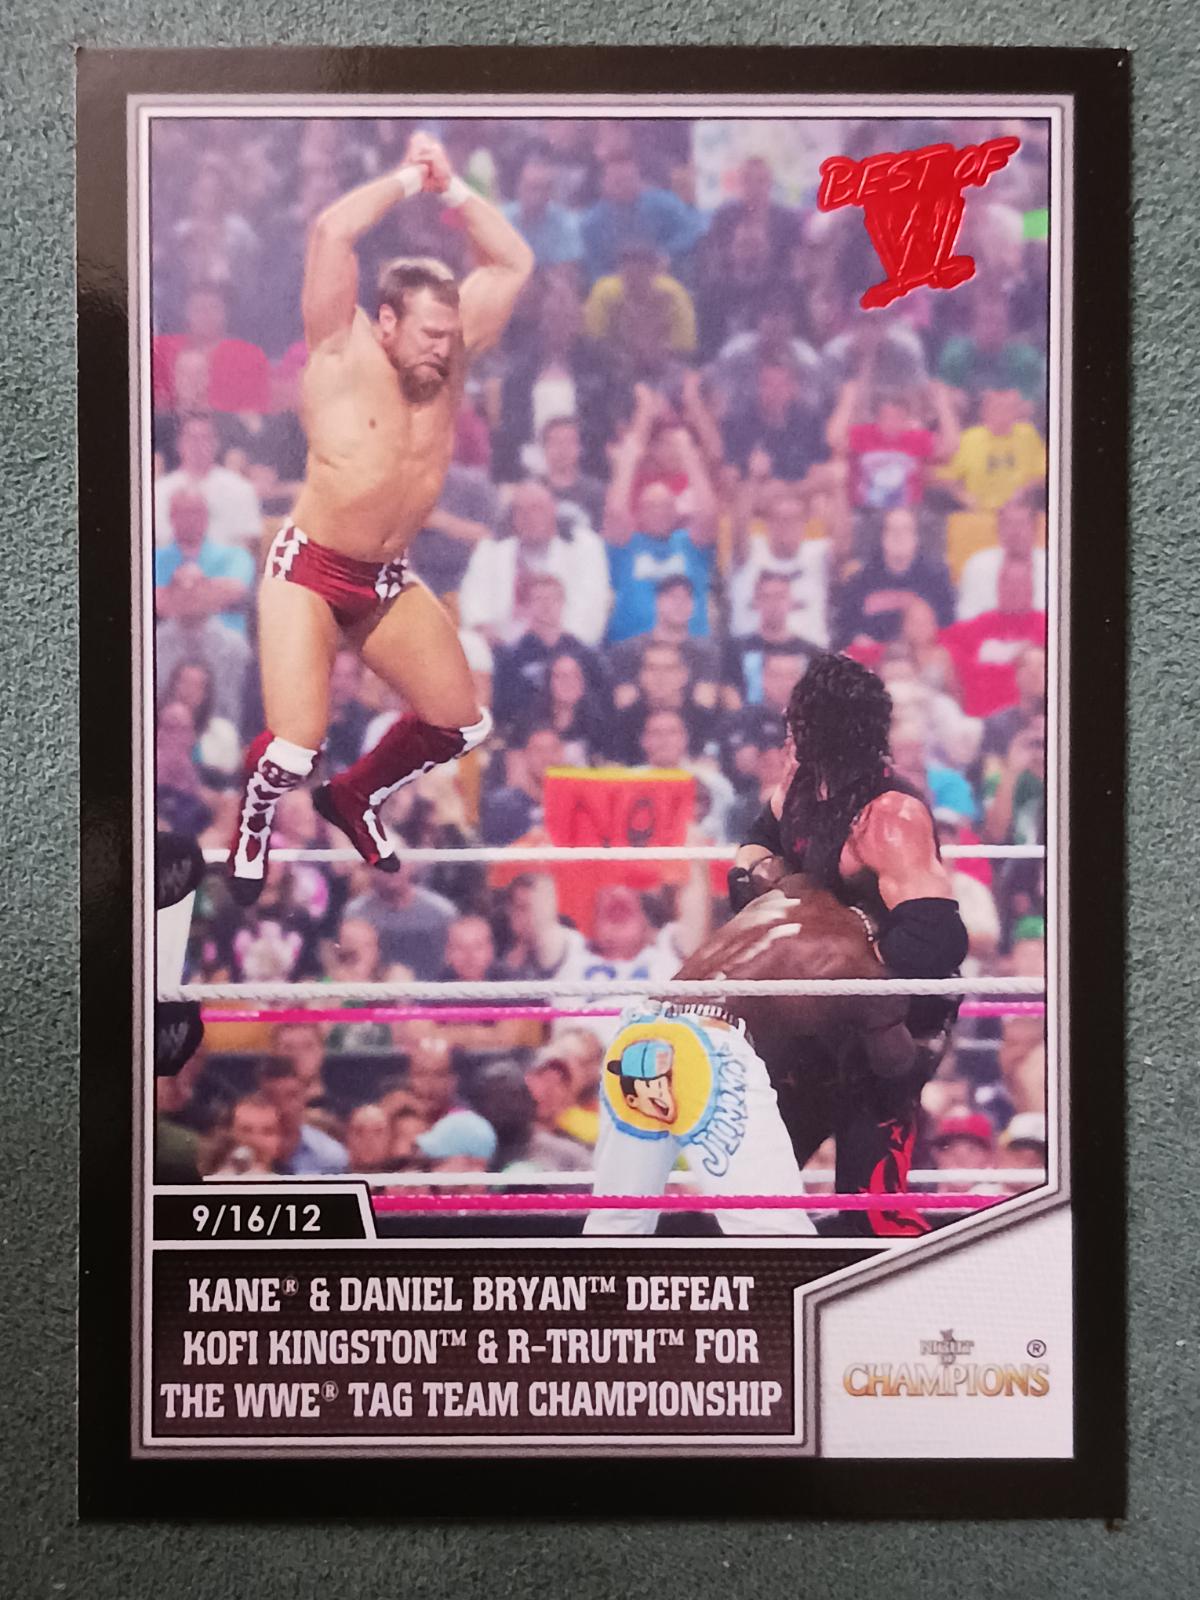 BEST OF
W
NO!
JIMMY
9/16/12
KANE® & DANIEL BRYAN™ DEFEAT
KOFI KINGSTON™ & R-TRUTH™ FOR
THE WWE® TAG TEAM CHAMPIONSHIP
NIGHT
OF
CHAMPIONS®